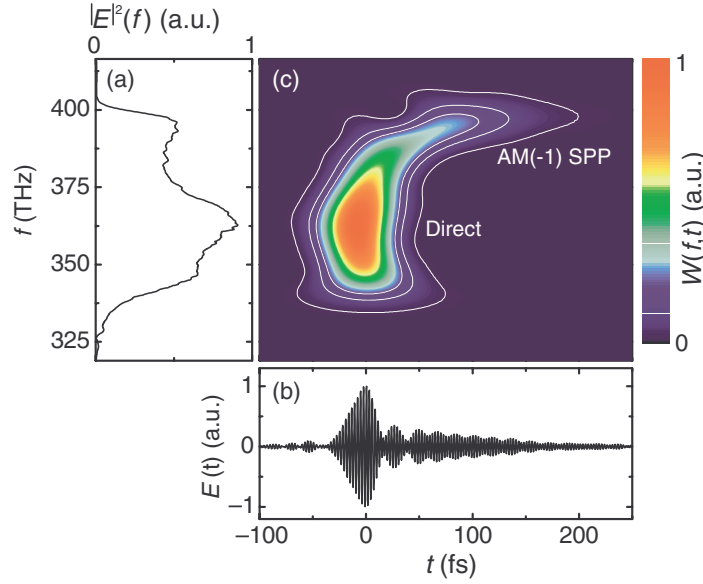 |E|²(f) (a.u.)
0 1
(a)
400
375
350
325
f (THz)
(c)
AM(-1) SPP
Direct
1
0
W(f,t) (a.u.)
(b)
1
0
−1
E (t) (a.u.)
−100 0 100 200
t (fs)